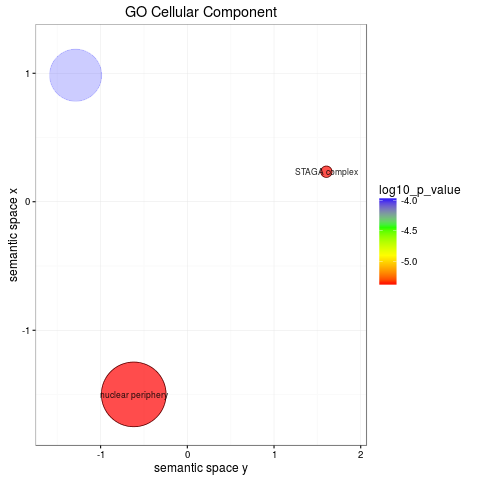 GO Cellular Component
1
0
-1
semantic space x
STAGA complex
nuclear periphery
-1
0
1
2
semantic space y
log10_p_value
-4.0
-4.5
-5.0